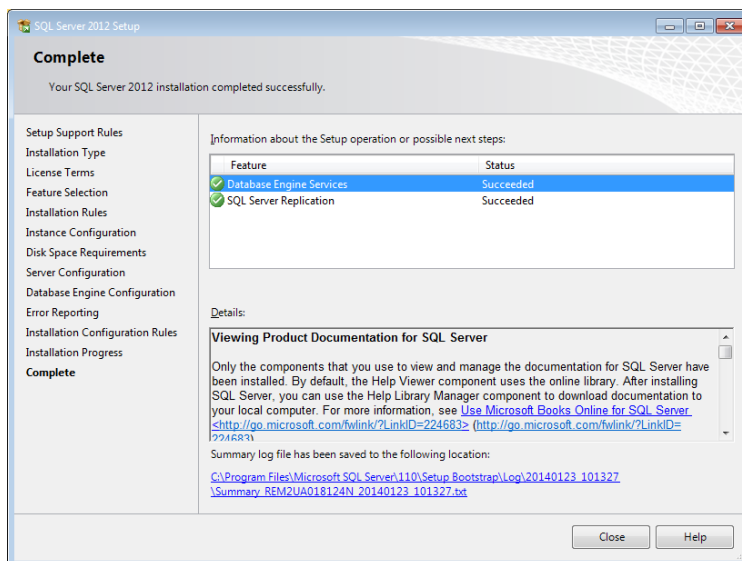 SQL Server 2012 Setup
Complete
Your SQL Server 2012 installation completed successfully.
Setup Support Rules
Installation Type
License Terms
Feature Selection
Installation Rules
Instance Configuration
Disk Space Requirements
Server Configuration
Database Engine Configuration
Error Reporting
Installation Configuration Rules
Installation Progress
Complete
Information about the Setup operation or possible next steps:
Feature Status
Database Engine Services Succeeded
SQL Server Replication Succeeded
Details:
Viewing Product Documentation for SQL Server
Only the components that you use to view and manage the documentation for SQL Server have
been installed. By default, the Help Viewer component uses the online library. After installing
SQL Server, you can use the Help Library Manager component to download documentation to
your local computer. For more information, see Use Microsoft Books Online for SQL Server
<http://go.microsoft.com/fwlink/?LinkID=224683> (http://go.microsoft.com/fwlink/?LinkID=
224683)
Summary log file has been saved to the following location:
C:\Program Files\Microsoft SQL Server\110\Setup Bootstrap\Log\20140123_101327
\Summary_REM2UA018124N_20140123_101327.txt
Close Help